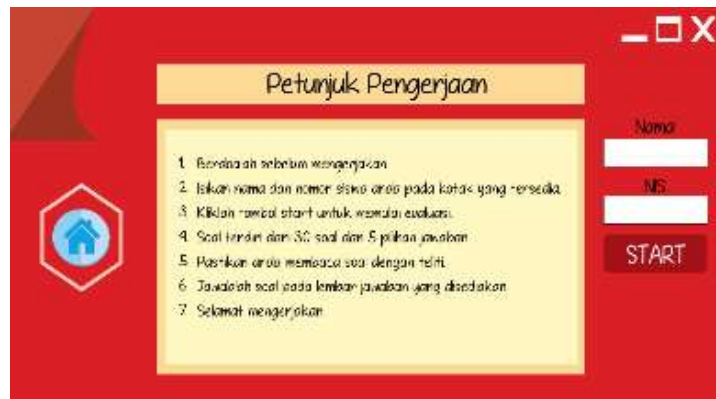 Petunjuk Pengerjaan
1. Berdoalah sebelum mengerjakan
2. Isikan nama dan nomor siswa anda pada kotak yang tersedia.
3. Kliklah tombol start untuk memulai evaluasi.
4. Soal terdiri dari 30 soal dan 5 pilihan jawaban
5. Pastikan anda membaca soal dengan teliti.
6. Jawablah soal pada lembar jawaban yang disediakan
7. Selamat mengerjakan
Nama
NIS
START